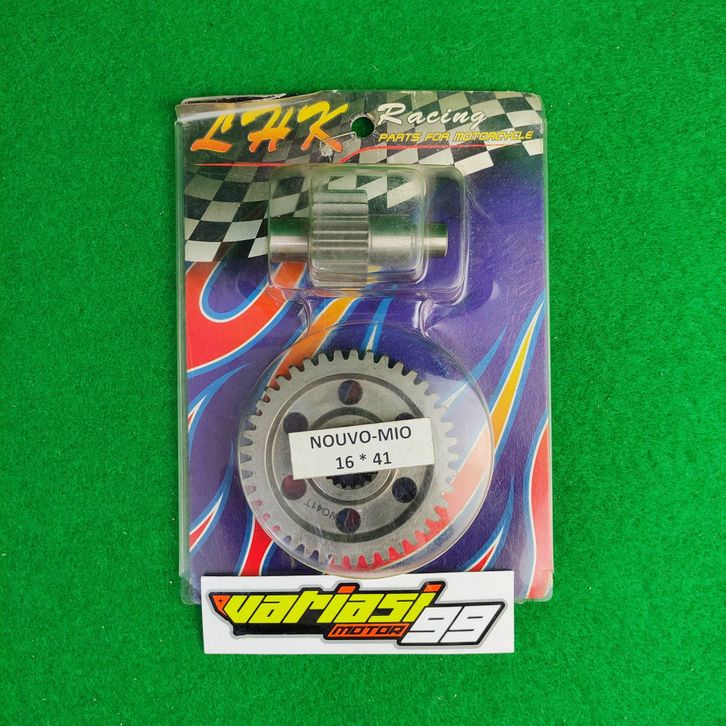 LHK Racing
PARTS FOR MOTORCYCLE
NOUVO-MIO
16 * 41
variasi
MOTOR 99